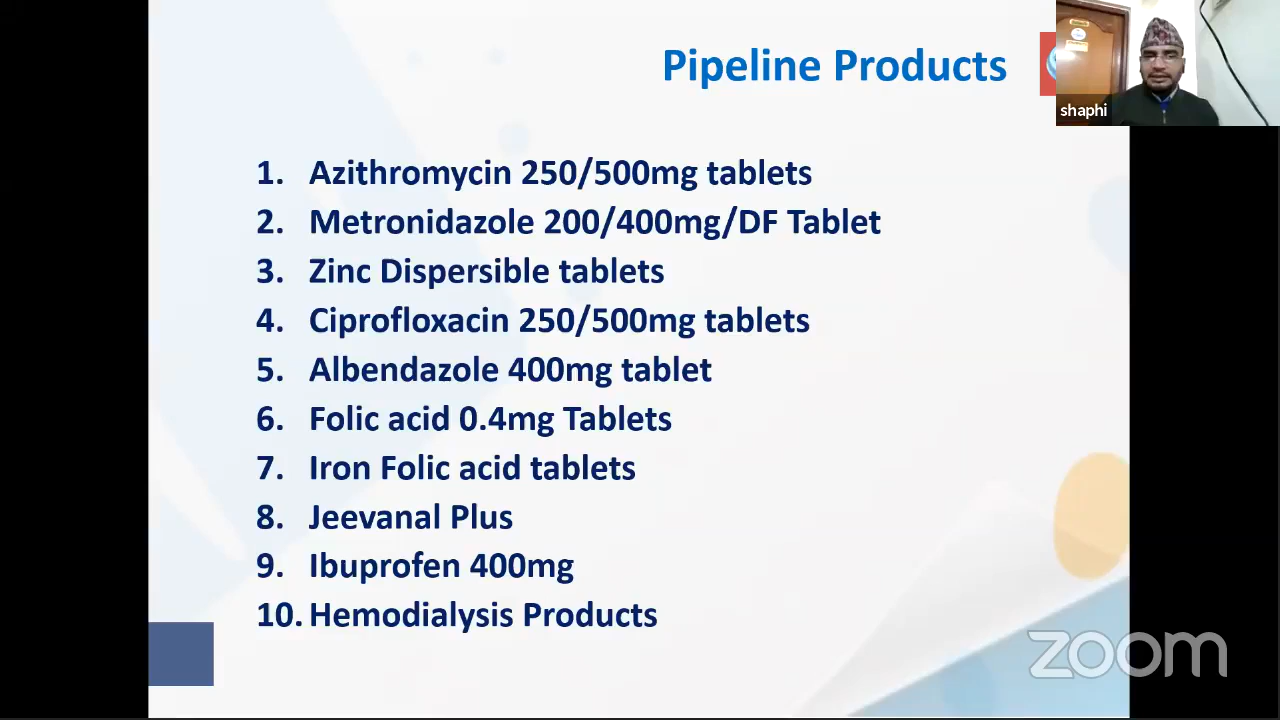 Pipeline Products
shaphi
1. Azithromycin 250/500mg tablets
2. Metronidazole 200/400mg/DF Tablet
3. Zinc Dispersible tablets
4. Ciprofloxacin 250/500mg tablets
5. Albendazole 400mg tablet
6. Folic acid 0.4mg Tablets
7. Iron Folic acid tablets
8. Jeevanal Plus
9. Ibuprofen 400mg
10. Hemodialysis Products
zoom